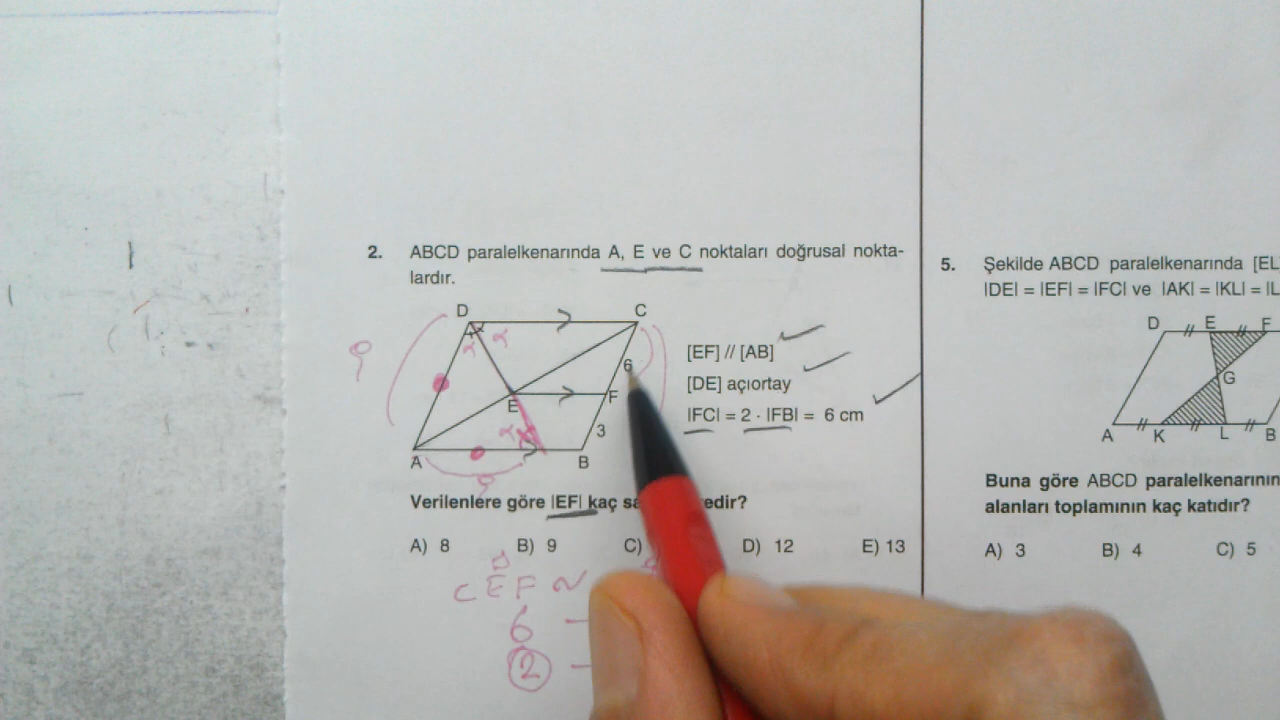 2. ABCD paralelkenarında A, E ve C noktaları doğrusal nokta-
lardır.
D C
α α
6
9
E F
α
3
A B
9
[EF] // [AB]
[DE] açıortay
|FC| = 2 · |FB| = 6 cm
Verilenlere göre |EF| kaç
A) 8 B) 9 C) D) 12 E) 13
CEF ~
6 -
2 -
5. Şekilde ABCD paralelkenarında [EL
|DE| = |EF| = |FC| ve |AK| = |KL| = |L
D E F
G
A K L B
Buna göre ABCD paralelkenarının
alanları toplamının kaç katıdır?
A) 3 B) 4 C) 5